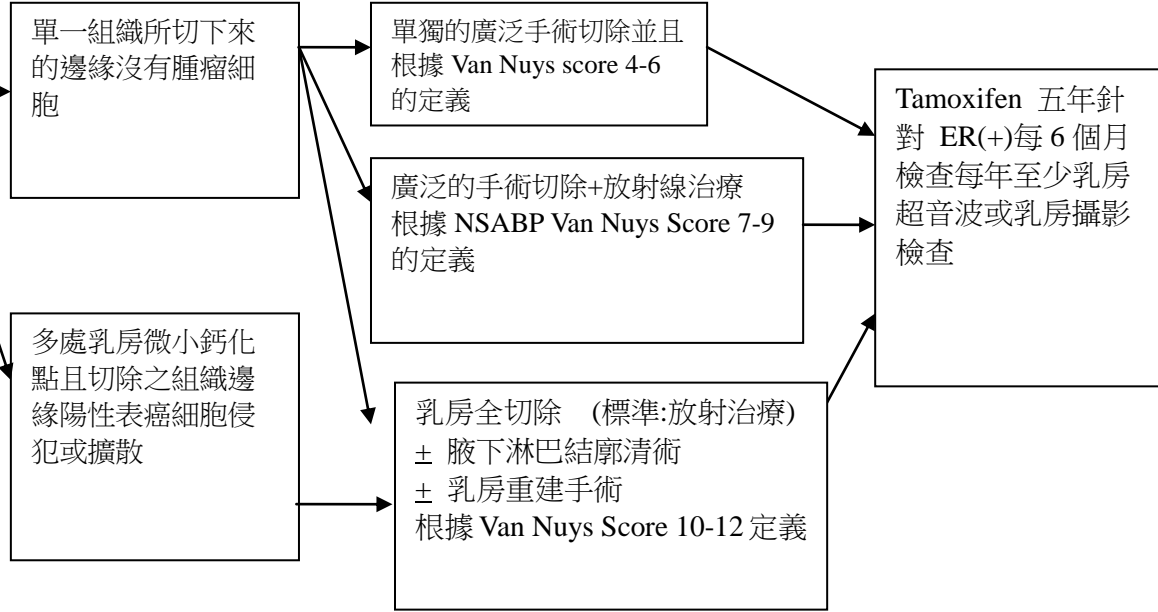 單一組織所切下來
的邊緣沒有腫瘤細
胞
單獨的廣泛手術切除並且
根據 Van Nuys score 4-6
的定義
廣泛的手術切除+放射線治療
根據 NSABP Van Nuys Score 7-9
的定義
多處乳房微小鈣化
點且切除之組織邊
緣陽性表癌細胞侵
犯或擴散
乳房全切除 (標準:放射治療)
± 腋下淋巴結廓清術
± 乳房重建手術
根據 Van Nuys Score 10-12 定義
Tamoxifen 五年針
對 ER(+)每 6 個月
檢查每年至少乳房
超音波或乳房攝影
檢查